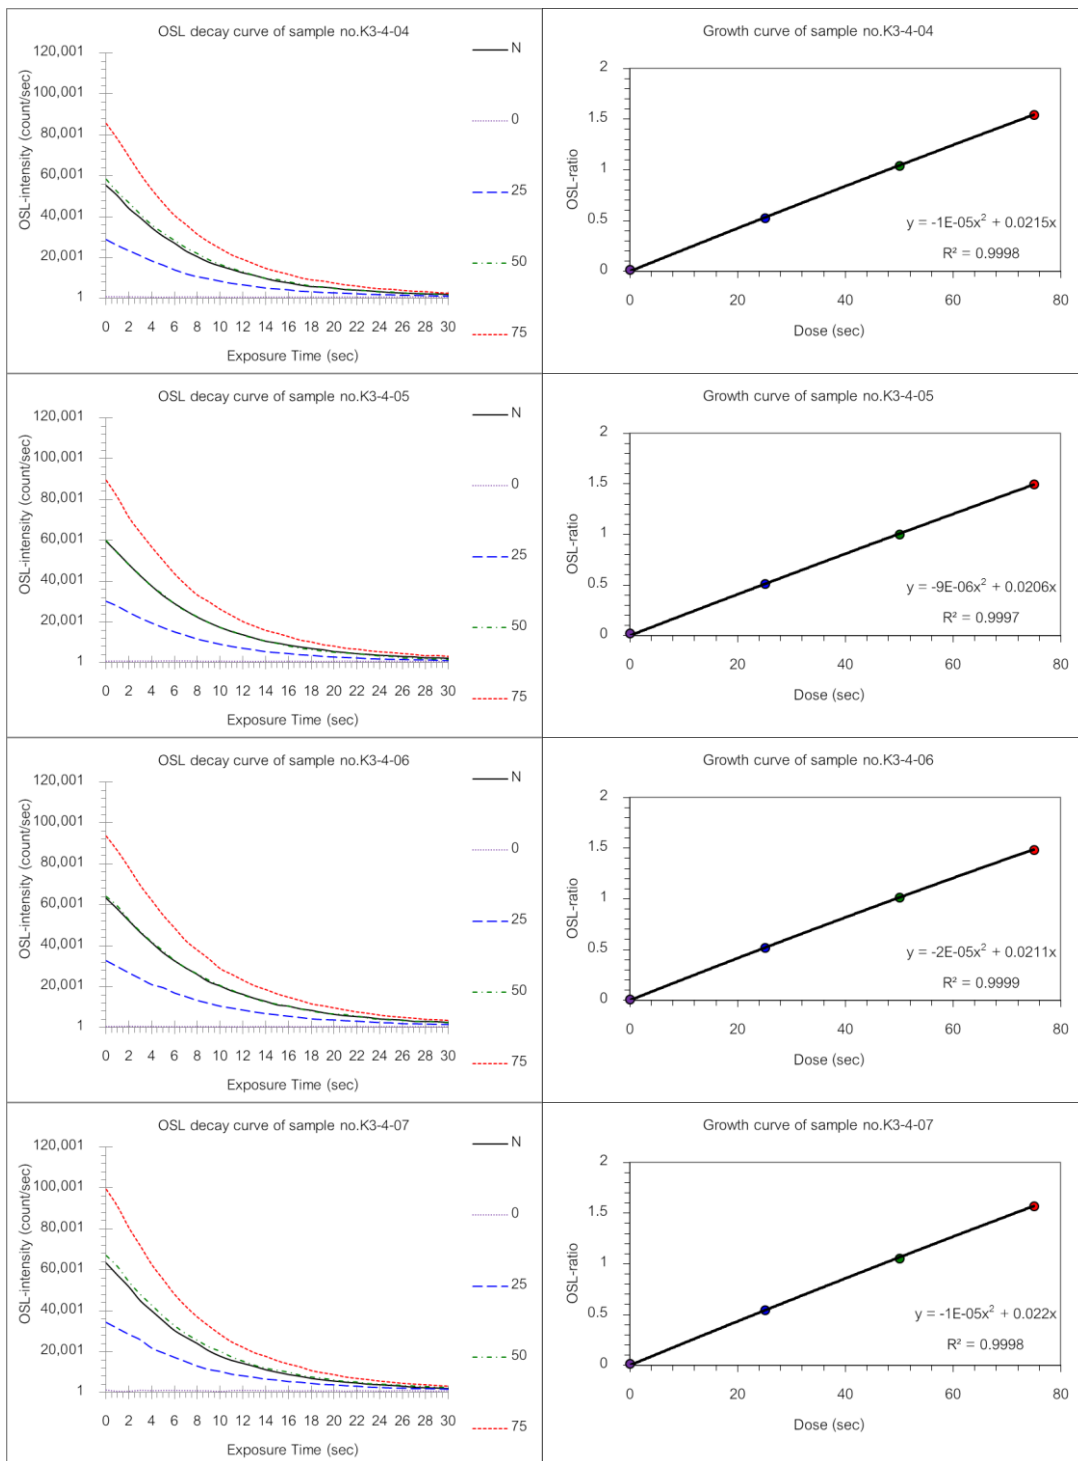 OSL decay curve of sample no.K3-4-04
OSL-intensity (count/sec)
120,001
100,001
80,001
60,001
40,001
20,001
1
0 2 4 6 8 10 12 14 16 18 20 22 24 26 28 30
Exposure Time (sec)
N
0
25
50
75
Growth curve of sample no.K3-4-04
OSL-ratio
2
1.5
1
0.5
0
0 20 40 60 80
Dose (sec)
y = -1E-05x² + 0.0215x
R² = 0.9998
OSL decay curve of sample no.K3-4-05
OSL-intensity (count/sec)
120,001
100,001
80,001
60,001
40,001
20,001
1
0 2 4 6 8 10 12 14 16 18 20 22 24 26 28 30
Exposure Time (sec)
N
0
25
50
75
Growth curve of sample no.K3-4-05
OSL-ratio
2
1.5
1
0.5
0
0 20 40 60 80
Dose (sec)
y = -9E-06x² + 0.0206x
R² = 0.9997
OSL decay curve of sample no.K3-4-06
OSL-intensity (count/sec)
120,001
100,001
80,001
60,001
40,001
20,001
1
0 2 4 6 8 10 12 14 16 18 20 22 24 26 28 30
Exposure Time (sec)
N
0
25
50
75
Growth curve of sample no.K3-4-06
OSL-ratio
2
1.5
1
0.5
0
0 20 40 60 80
Dose (sec)
y = -2E-05x² + 0.0211x
R² = 0.9999
OSL decay curve of sample no.K3-4-07
OSL-intensity (count/sec)
120,001
100,001
80,001
60,001
40,001
20,001
1
0 2 4 6 8 10 12 14 16 18 20 22 24 26 28 30
Exposure Time (sec)
N
0
25
50
75
Growth curve of sample no.K3-4-07
OSL-ratio
2
1.5
1
0.5
0
0 20 40 60 80
Dose (sec)
y = -1E-05x² + 0.022x
R² = 0.9998